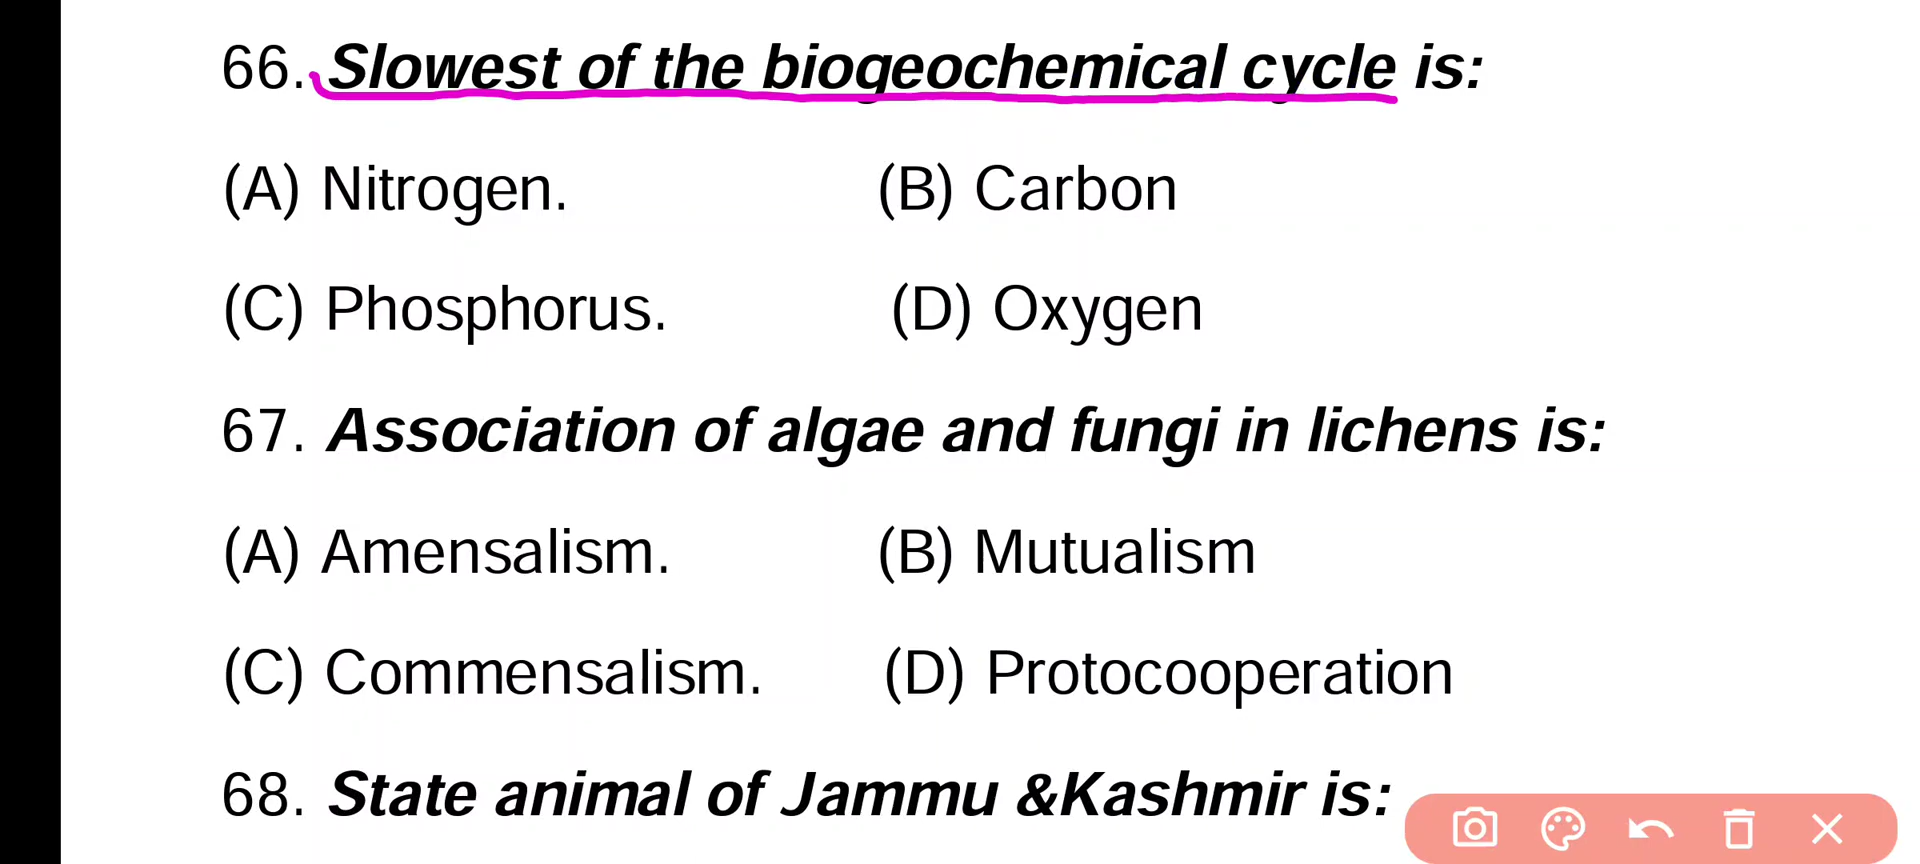 66. Slowest of the biogeochemical cycle is:
(A) Nitrogen. (B) Carbon
(C) Phosphorus. (D) Oxygen
67. Association of algae and fungi in lichens is:
(A) Amensalism. (B) Mutualism
(C) Commensalism. (D) Protocooperation
68. State animal of Jammu &Kashmir is: